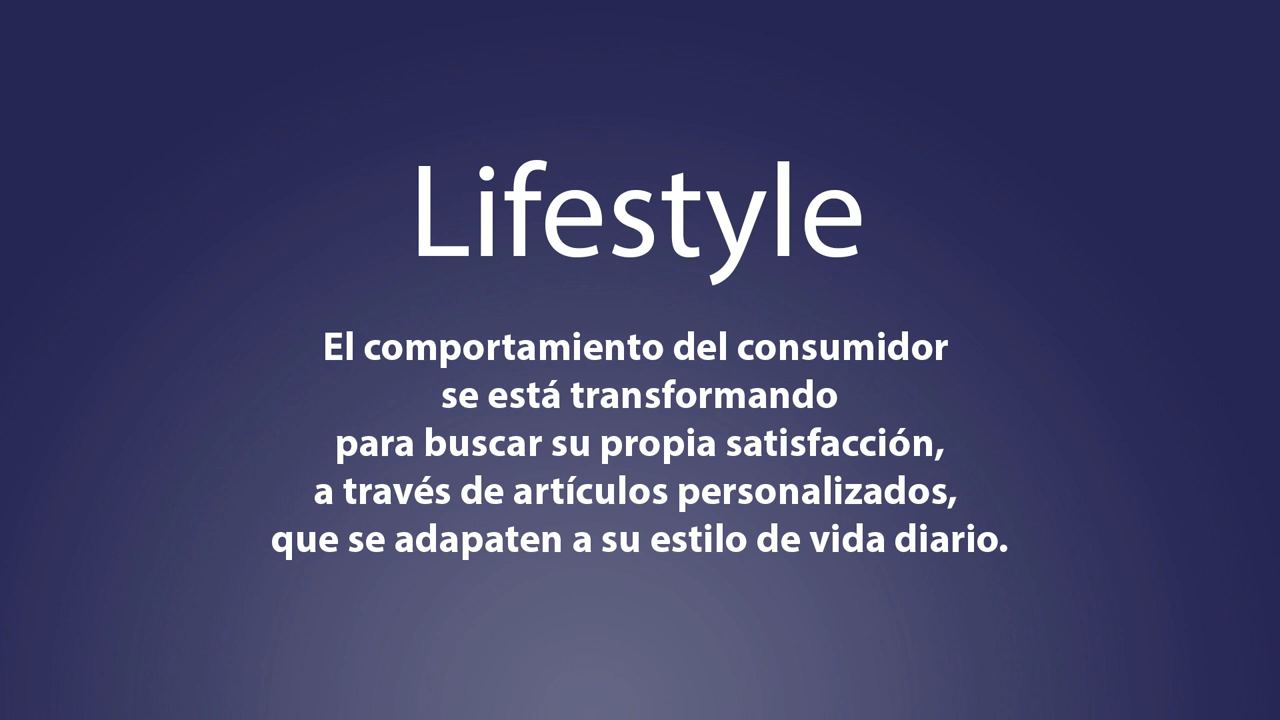 Lifestyle
El comportamiento del consumidor
se está transformando
para buscar su propia satisfacción,
a través de artículos personalizados,
que se adapaten a su estilo de vida diario.